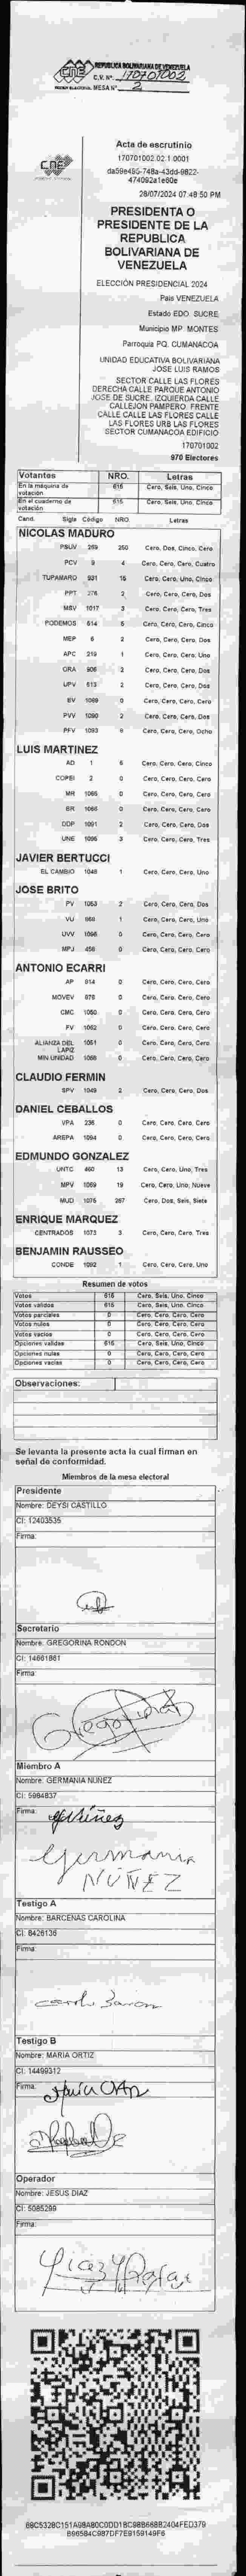 CNE
REPÚBLICA BOLIVARIANA DE VENEZUELA
C.V. Nº: 170701002
PODER ELECTORAL MESA Nº 2
CNE
Acta de escrutinio
170701002.02.1.0001
28/07/2024 07:48:50 PM
PRESIDENTA O
PRESIDENTE DE LA
REPUBLICA
BOLIVARIANA DE
VENEZUELA
ELECCIÓN PRESIDENCIAL 2024
Pais VENEZUELA
Estado EDO. SUCRE
Municipio MP. MONTES
Parroquia PQ. CUMANACOA
UNIDAD EDUCATIVA BOLIVARIANA
JOSE LUIS RAMOS
SECTOR CALLE LAS FLORES
DERECHA CALLE PARQUE ANTONIO
JOSE DE SUCRE. IZQUIERDA CALLE
CALLEJON PAMPERO. FRENTE
CALLE CALLE LAS FLORES CALLE
LAS FLORES URB LAS FLORES
SECTOR CUMANACOA EDIFICIO
170701002
970 Electores
Votantes NRO. Letras
En la máquina de votación 615 Cero, Seis, Uno, Cinco
En el cuaderno de votación 615 Cero, Seis, Uno, Cinco
Cand. Sigla Código NRO. Letras
NICOLAS MADURO
PSUV 269 250 Cero, Dos, Cinco, Cero
PCV 9 4 Cero, Cero, Cero, Cuatro
TUPAMARO 931 15 Cero, Cero, Uno, Cinco
PPT 276 2 Cero, Cero, Cero, Dos
MSV 1017 3 Cero, Cero, Cero, Tres
PODEMOS 514 5 Cero, Cero, Cero, Cinco
MEP 6 2 Cero, Cero, Cero, Dos
APC 219 1 Cero, Cero, Cero, Uno
ORA 906 2 Cero, Cero, Cero, Dos
UPV 613 2 Cero, Cero, Cero, Dos
EV 1089 0 Cero, Cero, Cero, Cero
PVV 1090 2 Cero, Cero, Cero, Dos
PFV 1093 8 Cero, Cero, Cero, Ocho
LUIS MARTINEZ
AD 1 5 Cero, Cero, Cero, Cinco
COPEI 2 0 Cero, Cero, Cero, Cero
MR 1065 0 Cero, Cero, Cero, Cero
BR 1066 0 Cero, Cero, Cero, Cero
DDP 1091 2 Cero, Cero, Cero, Dos
UNE 1096 3 Cero, Cero, Cero, Tres
JAVIER BERTUCCI
EL CAMBIO 1048 1 Cero, Cero, Cero, Uno
JOSE BRITO
PV 1053 2 Cero, Cero, Cero, Dos
VU 968 1 Cero, Cero, Cero, Uno
UVV 0 Cero, Cero, Cero, Cero
MPJ 456 0 Cero, Cero, Cero, Cero
ANTONIO ECARRI
AP 914 0 Cero, Cero, Cero, Cero
MOVEV 978 0 Cero, Cero, Cero, Cero
CMC 1050 0 Cero, Cero, Cero, Cero
FV 1062 0 Cero, Cero, Cero, Cero
ALIANZA DEL LAPIZ 1051 0 Cero, Cero, Cero, Cero
MIN UNIDAD 1088 0 Cero, Cero, Cero, Cero
CLAUDIO FERMIN
SPV 1049 2 Cero, Cero, Cero, Dos
DANIEL CEBALLOS
VPA 236 0 Cero, Cero, Cero, Cero
AREPA 1094 0 Cero, Cero, Cero, Cero
EDMUNDO GONZALEZ
UNTC 460 13 Cero, Cero, Uno, Tres
MPV 1069 19 Cero, Cero, Uno, Nueve
MUD 1075 267 Cero, Dos, Seis, Siete
ENRIQUE MARQUEZ
CENTRADOS 1073 3 Cero, Cero, Cero, Tres
BENJAMIN RAUSSEO
CONDE 1092 1 Cero, Cero, Cero, Uno
Resumen de votos
Votos 615 Cero, Seis, Uno, Cinco
Votos válidos 615 Cero, Seis, Uno, Cinco
Votos parciales 0 Cero, Cero, Cero, Cero
Votos nulos 0 Cero, Cero, Cero, Cero
Votos vacíos 0 Cero, Cero, Cero, Cero
Opciones válidas 615 Cero, Seis, Uno, Cinco
Opciones nulas 0 Cero, Cero, Cero, Cero
Opciones vacías 0 Cero, Cero, Cero, Cero
Observaciones:
Se levanta la presente acta la cual firman en
señal de conformidad.
Miembros de la mesa electoral
Presidente
Nombre: DEYSI CASTILLO
CI: 12403535
Firma:
Secretario
Nombre: GREGORINA RONDON
CI: 14661861
Firma:
Miembro A
Nombre: GERMANIA NUÑEZ
CI: 5984837
Firma:
Germania
NUÑEZ
Testigo A
Nombre: BARCENAS CAROLINA
CI: 8426136
Firma:
Testigo B
Nombre: MARIA ORTIZ
CI: 14499312
Firma: Maria Ortiz
Operador
Nombre: JESUS DIAZ
CI: 5085299
Firma: